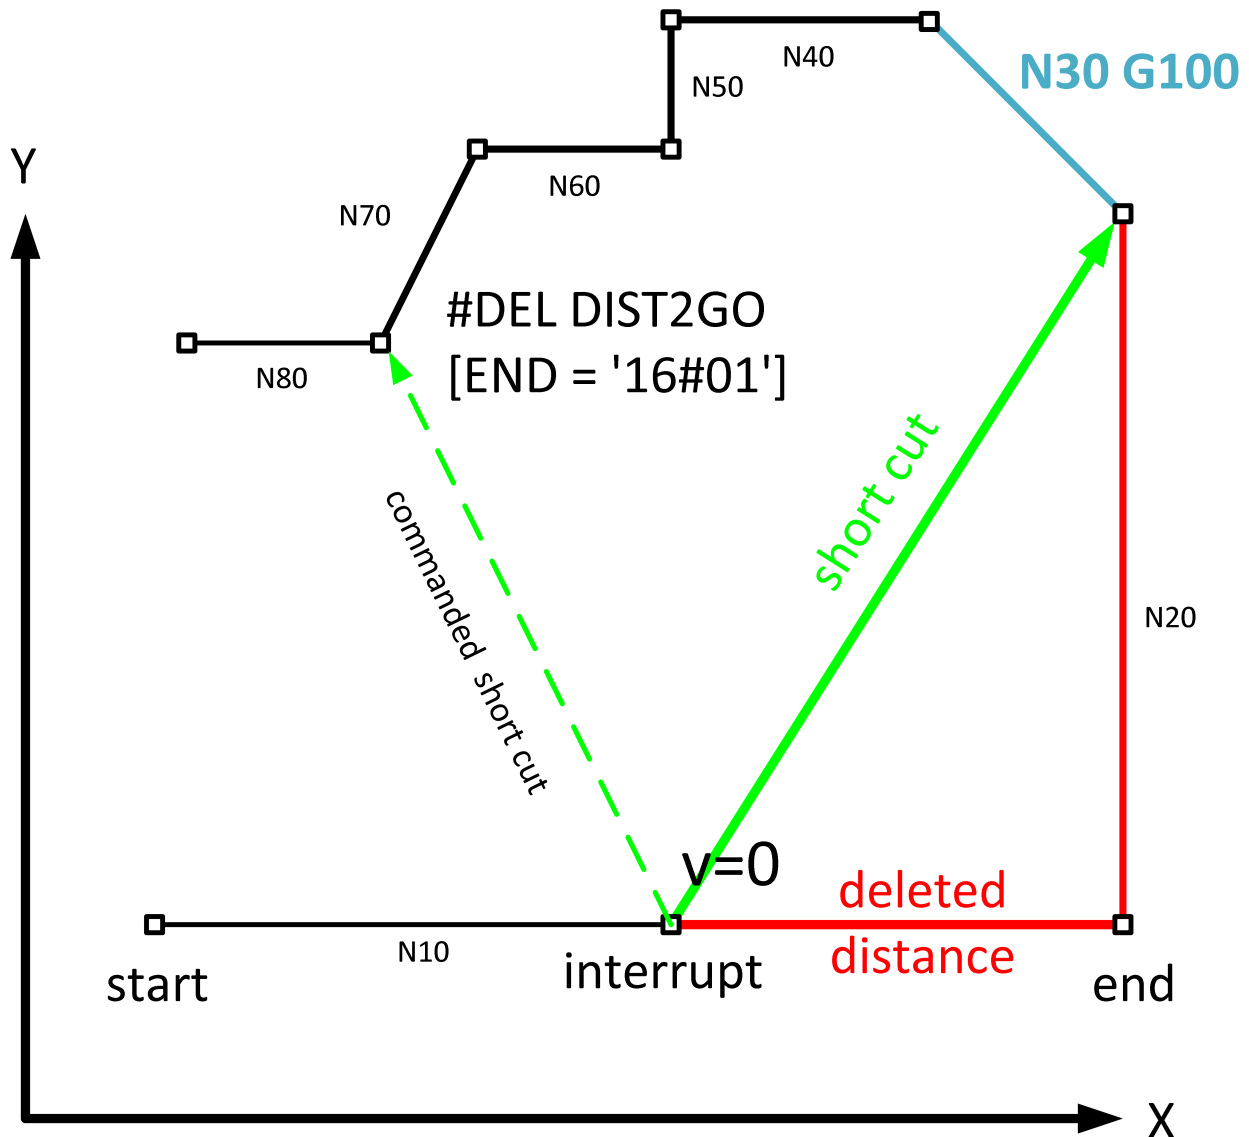 N40
N30 G100
N50
Y
N60
N70
#DEL DIST2GO
[END = '16#01']
N80
short cut
commanded short cut
N20
v=0
deleted
distance
N10
interrupt
start
end
X